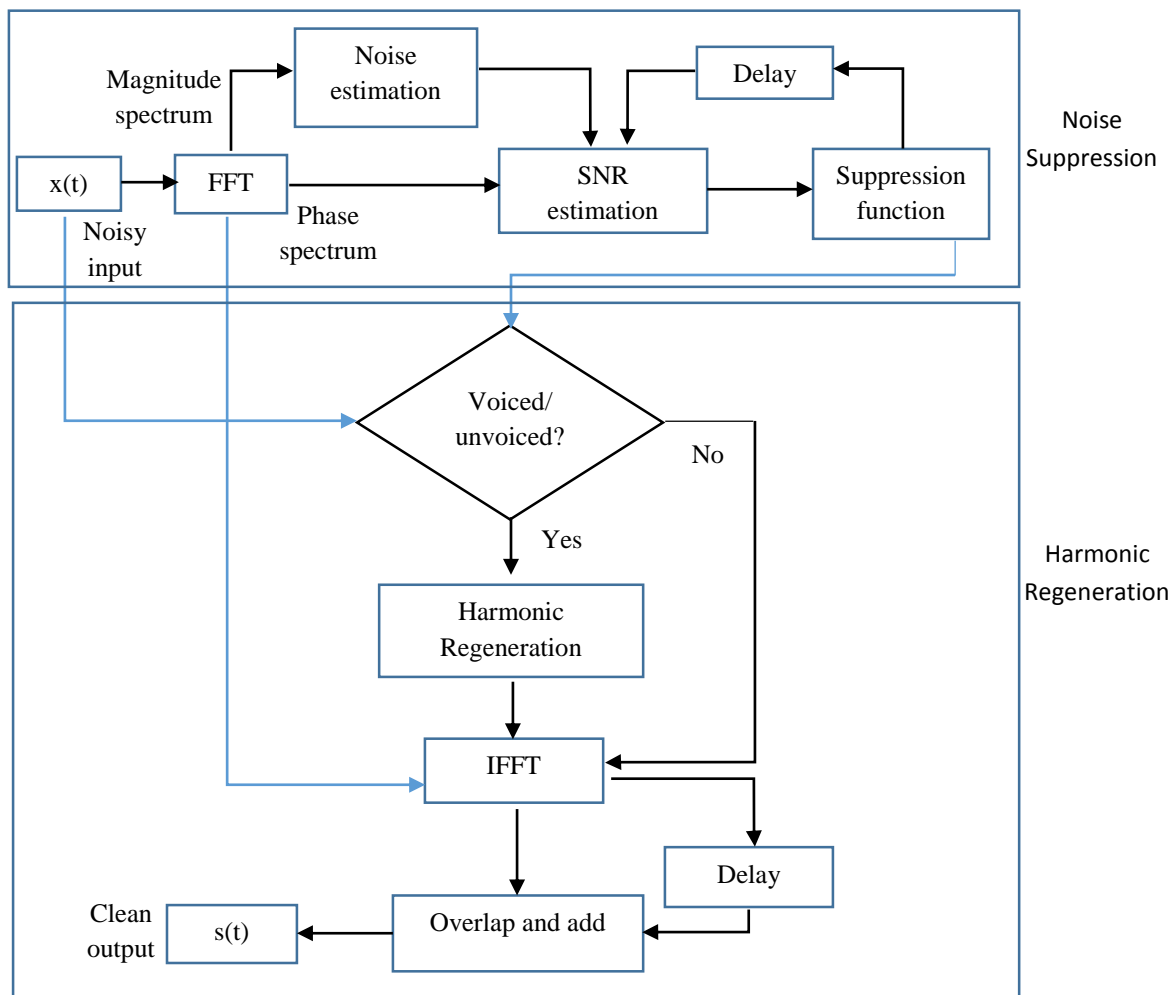 Noise
estimation
Delay
Magnitude
spectrum
Noise
Suppression
x(t)
FFT
SNR
estimation
Suppression
function
Noisy
input
Phase
spectrum
Voiced/
unvoiced?
No
Yes
Harmonic
Regeneration
Harmonic
Regeneration
IFFT
Delay
Clean
output
s(t)
Overlap and add